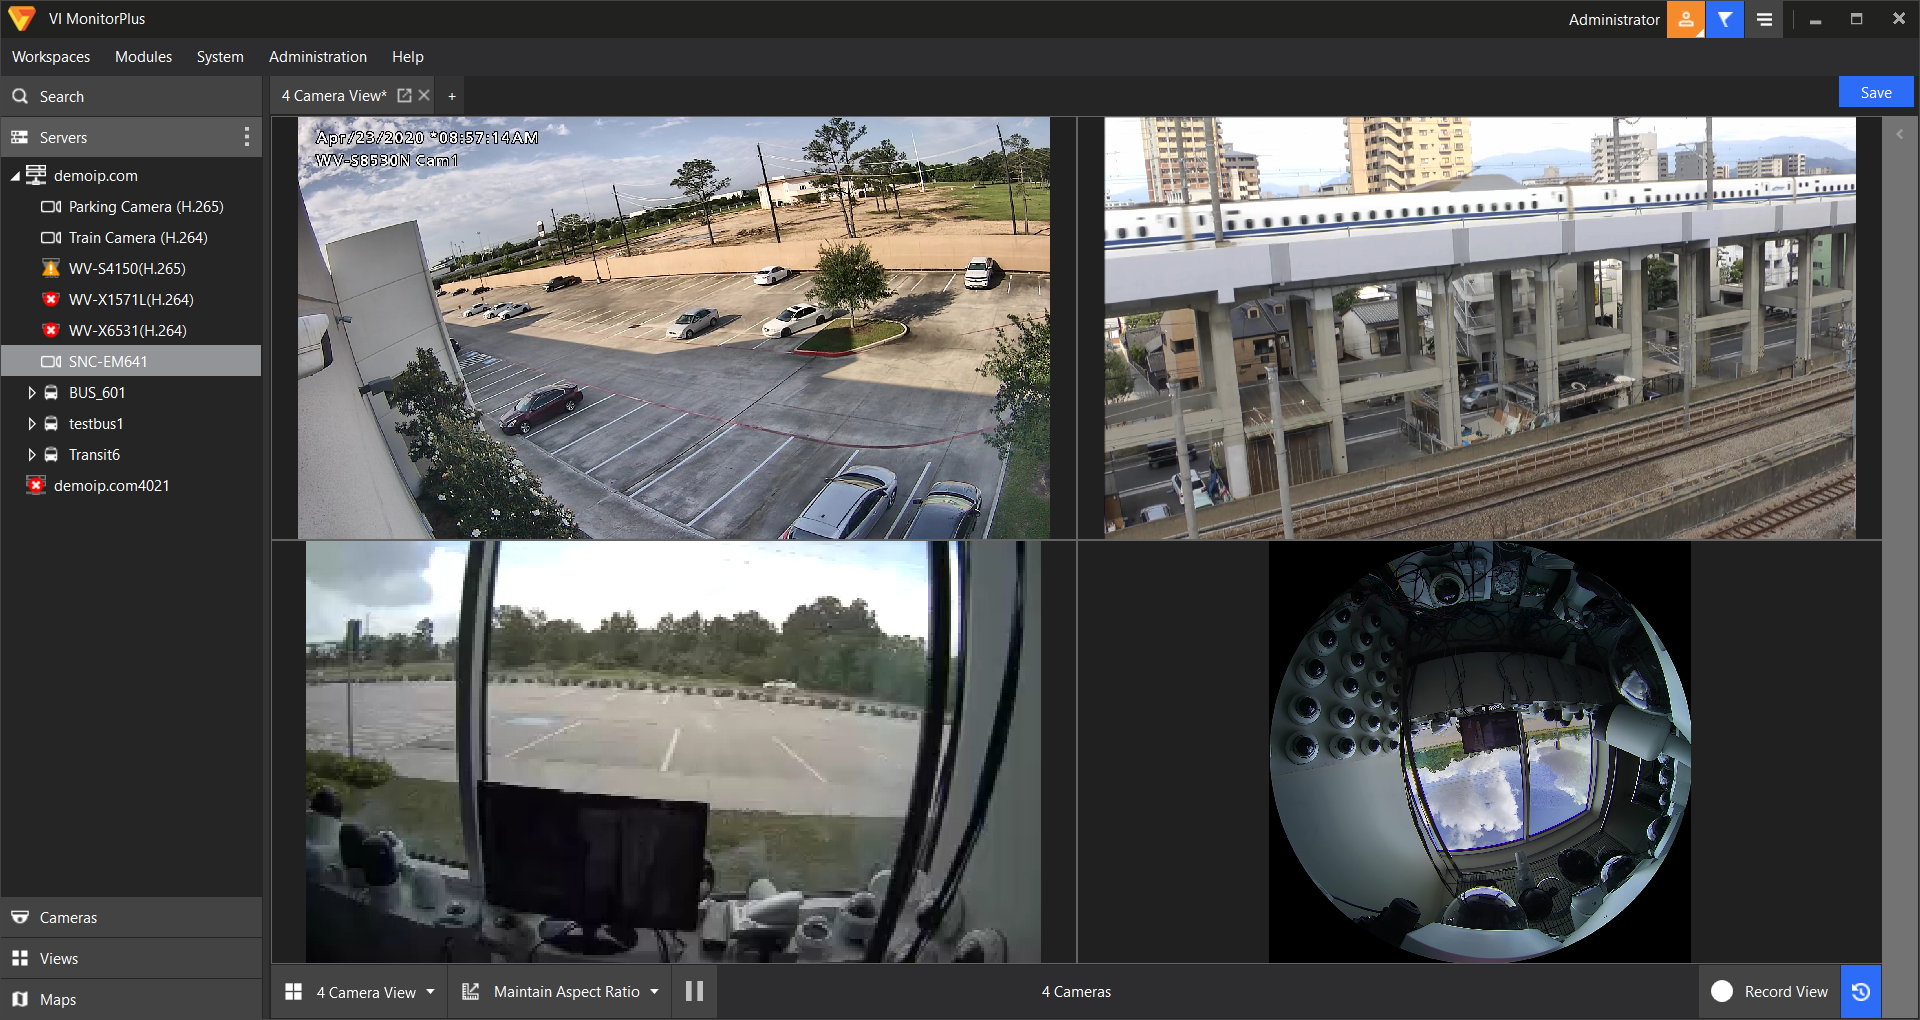 VI MonitorPlus
Administrator
Workspaces Modules System Administration Help
Search
4 Camera View*
+
Save
Servers
demoip.com
Parking Camera (H.265)
Train Camera (H.264)
WV-S4150(H.265)
WV-X1571L(H.264)
WV-X6531(H.264)
SNC-EM641
BUS_601
testbus1
Transit6
demoip.com4021
Apr/23/2020 *08:57:14AM
WV-S8530N Cam1
Cameras
Views
Maps
4 Camera View
Maintain Aspect Ratio
4 Cameras
Record View